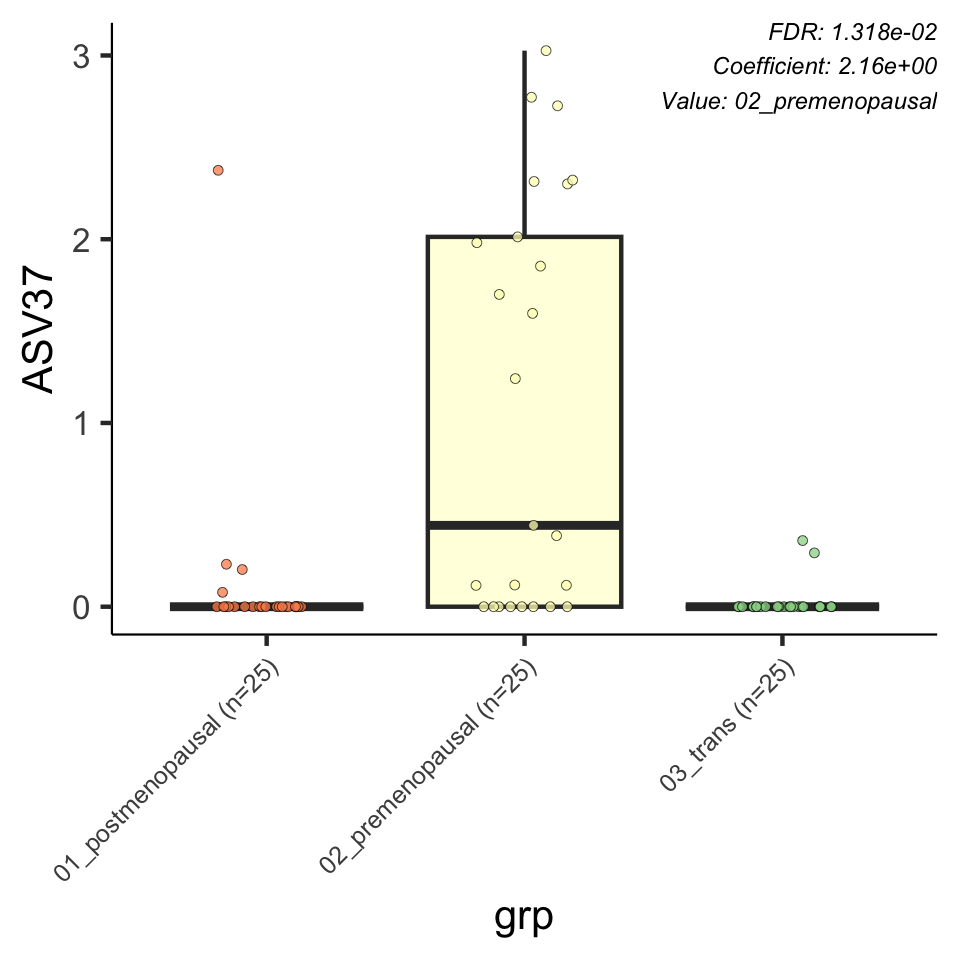 FDR: 1.318e-02
Coefficient: 2.16e+00
Value: 02_premenopausal
3
2
1
0
ASV37
01_postmenopausal (n=25)
02_premenopausal (n=25)
03_trans (n=25)
grp